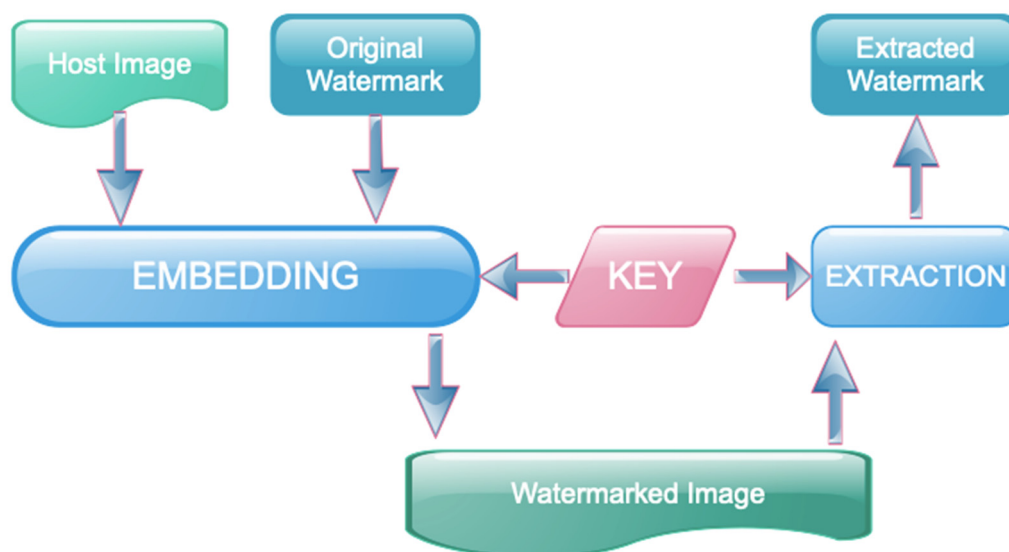 Host Image
Original
Watermark
Extracted
Watermark
EMBEDDING
KEY
EXTRACTION
Watermarked Image